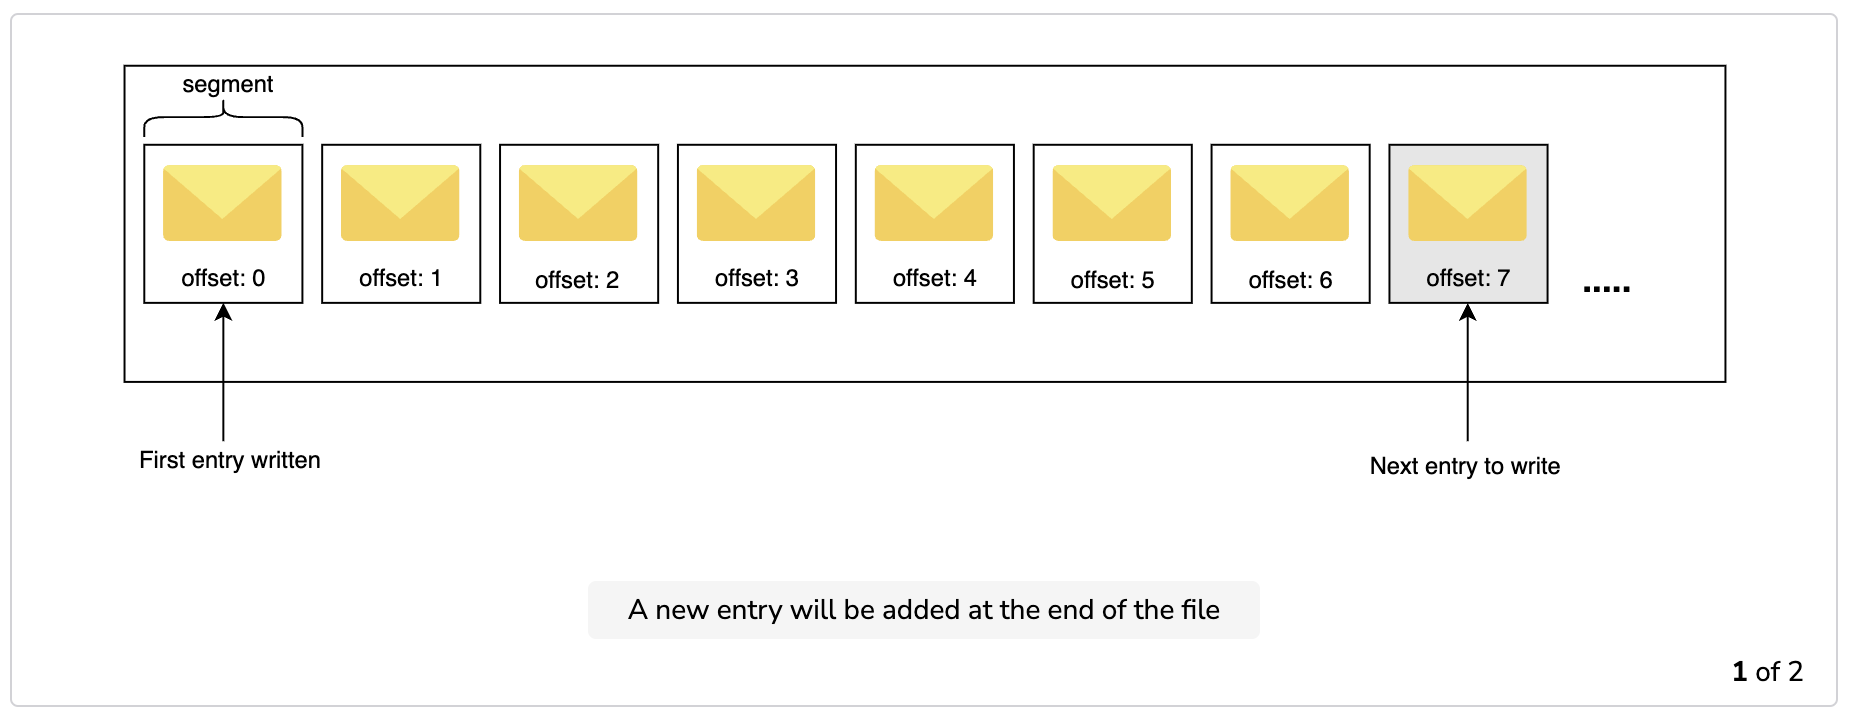 segment
offset: 0
offset: 1
offset: 2
offset: 3
offset: 4
offset: 5
offset: 6
offset: 7
.....
First entry written
Next entry to write
A new entry will be added at the end of the file
1 of 2